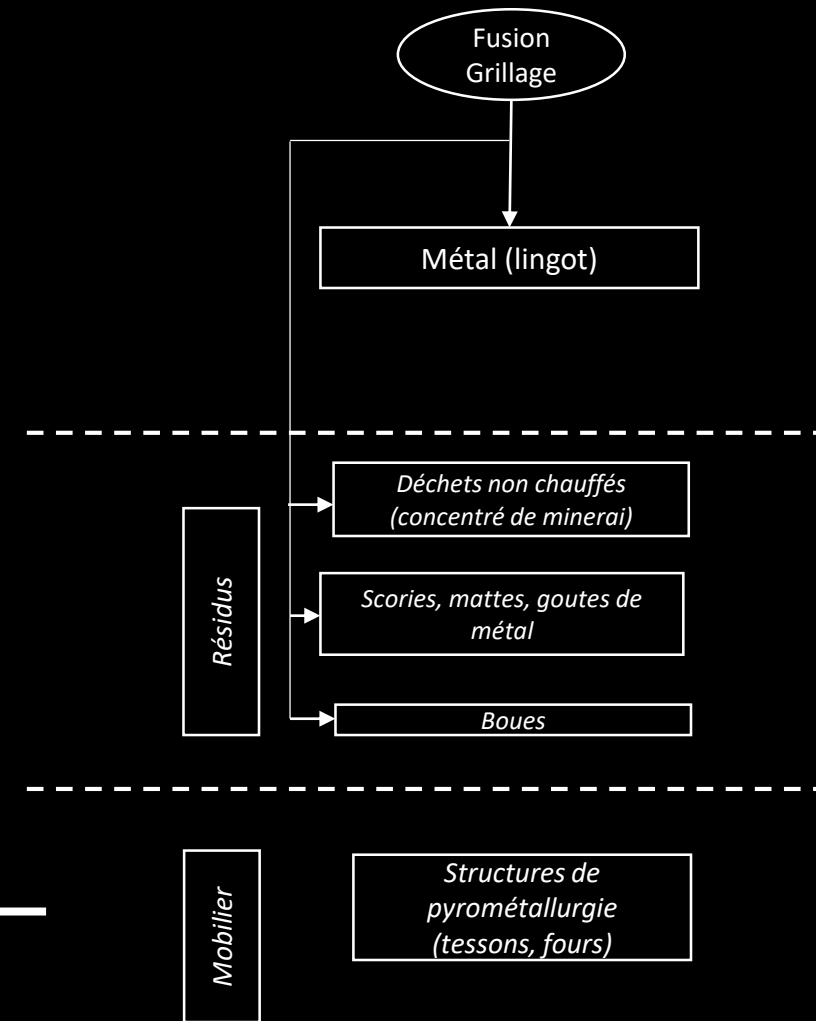 Fusion
Grillage
Métal (lingot)
Déchets non chauffés
(concentré de minerai)
Résidus
Scories, mattes, goutes de
métal
Boues
Mobilier
Structures de
pyrométallurgie
(tessons, fours)